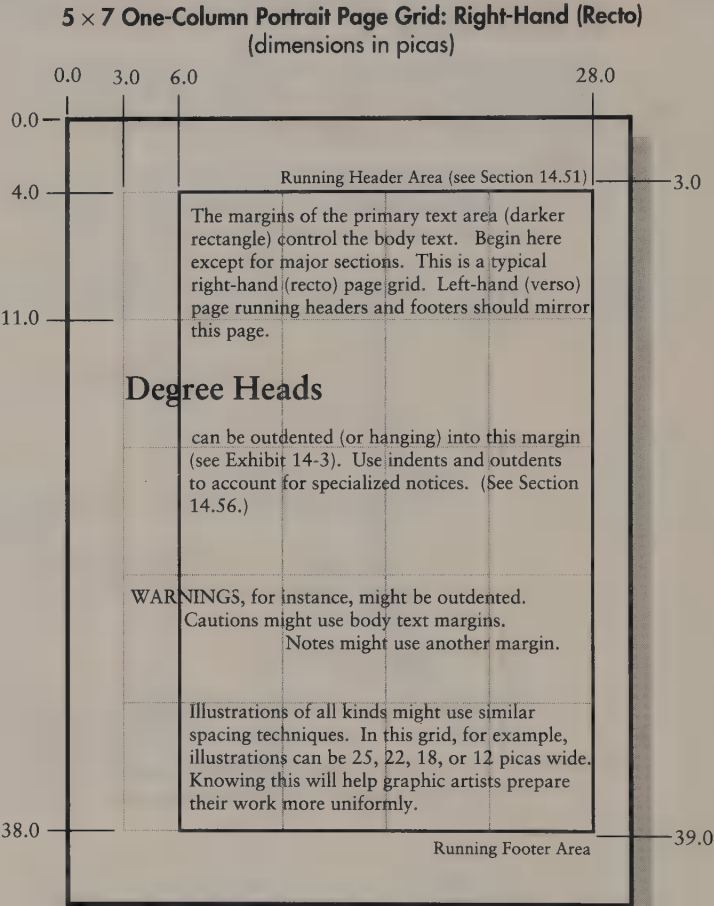 5 × 7 One-Column Portrait Page Grid: Right-Hand (Recto)
(dimensions in picas)
0.0 3.0 6.0 28.0
0.0
Running Header Area (see Section 14.51)
3.0
4.0
The margins of the primary text area (darker
rectangle) control the body text. Begin here
except for major sections. This is a typical
right-hand (recto) page grid. Left-hand (verso)
page running headers and footers should mirror
this page.
11.0
Degree Heads
can be outdented (or hanging) into this margin
(see Exhibit 14-3). Use indents and outdents
to account for specialized notices. (See Section
14.56.)
WARNINGS, for instance, might be outdented.
Cautions might use body text margins.
Notes might use another margin.
Illustrations of all kinds might use similar
spacing techniques. In this grid, for example,
illustrations can be 25, 22, 18, or 12 picas wide.
Knowing this will help graphic artists prepare
their work more uniformly.
38.0
39.0
Running Footer Area